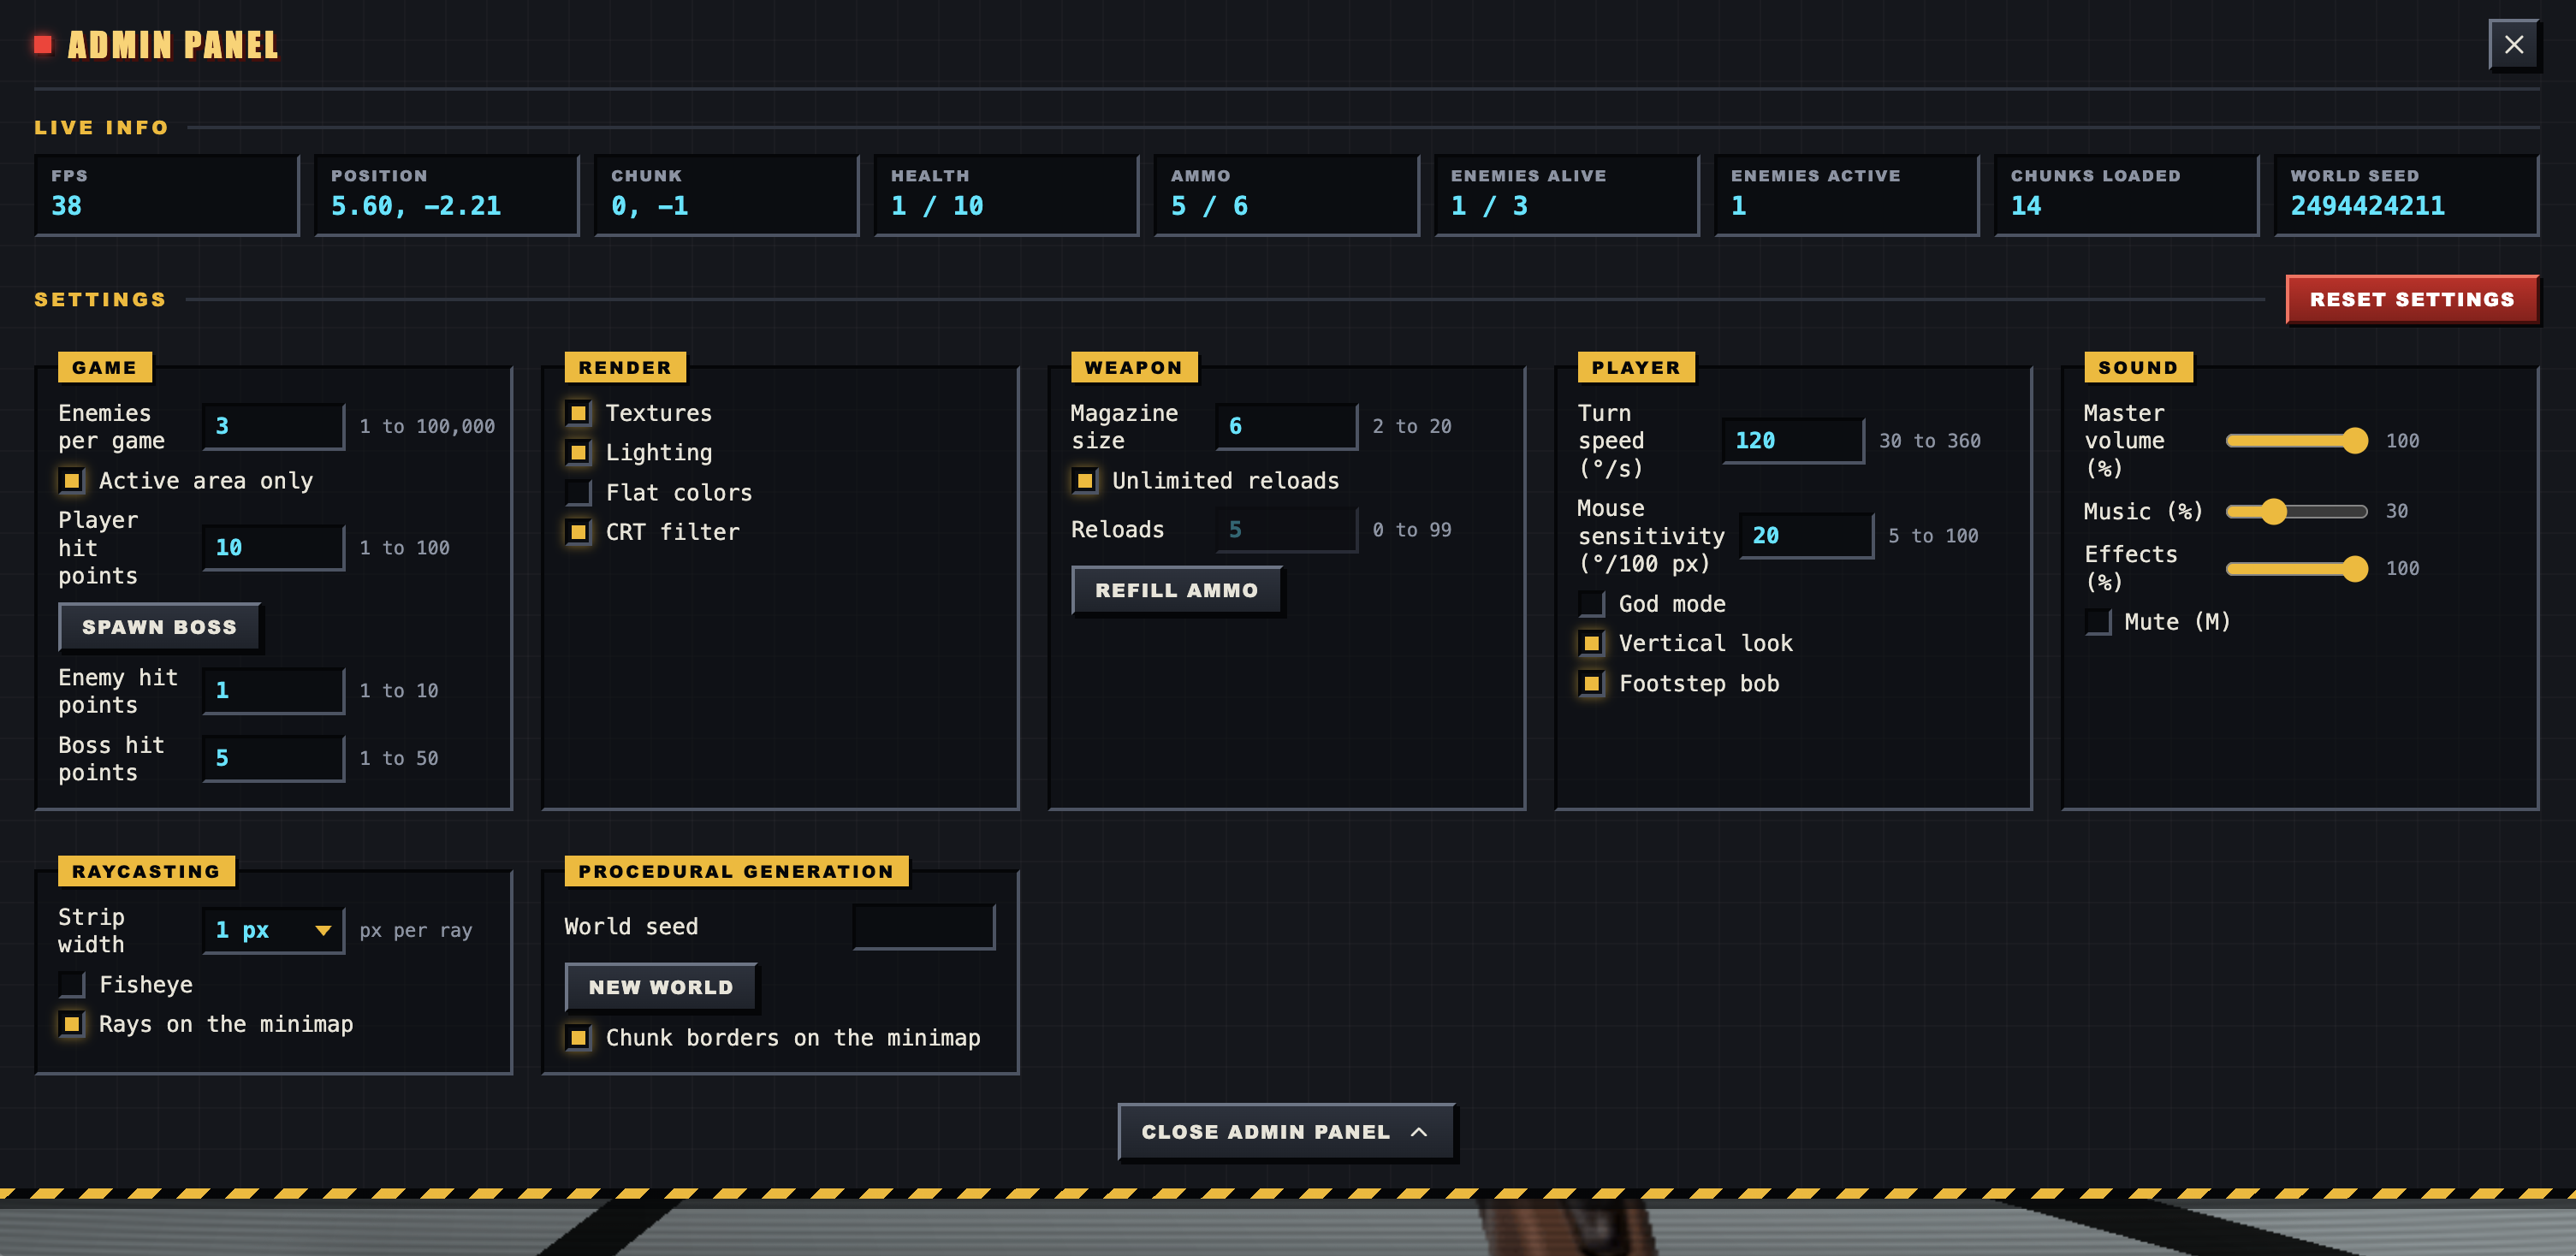 ADMIN PANEL
LIVE INFO
FPS
38
POSITION
5.60, −2.21
CHUNK
0, −1
HEALTH
1 / 10
AMMO
5 / 6
ENEMIES ALIVE
1 / 3
ENEMIES ACTIVE
1
CHUNKS LOADED
14
WORLD SEED
2494424211
SETTINGS
RESET SETTINGS
GAME
Enemies
per game
3
1 to 100,000
Active area only
Player
hit
points
10
1 to 100
SPAWN BOSS
Enemy hit
points
1
1 to 10
Boss hit
points
5
1 to 50
RENDER
Textures
Lighting
Flat colors
CRT filter
WEAPON
Magazine
size
6
2 to 20
Unlimited reloads
Reloads
5
0 to 99
REFILL AMMO
PLAYER
Turn
speed
(°/s)
120
30 to 360
Mouse
sensitivity
(°/100 px)
20
5 to 100
God mode
Vertical look
Footstep bob
SOUND
Master
volume
(%)
100
Music (%)
30
Effects
(%)
100
Mute (M)
RAYCASTING
Strip
width
1 px
px per ray
Fisheye
Rays on the minimap
PROCEDURAL GENERATION
World seed
NEW WORLD
Chunk borders on the minimap
CLOSE ADMIN PANEL